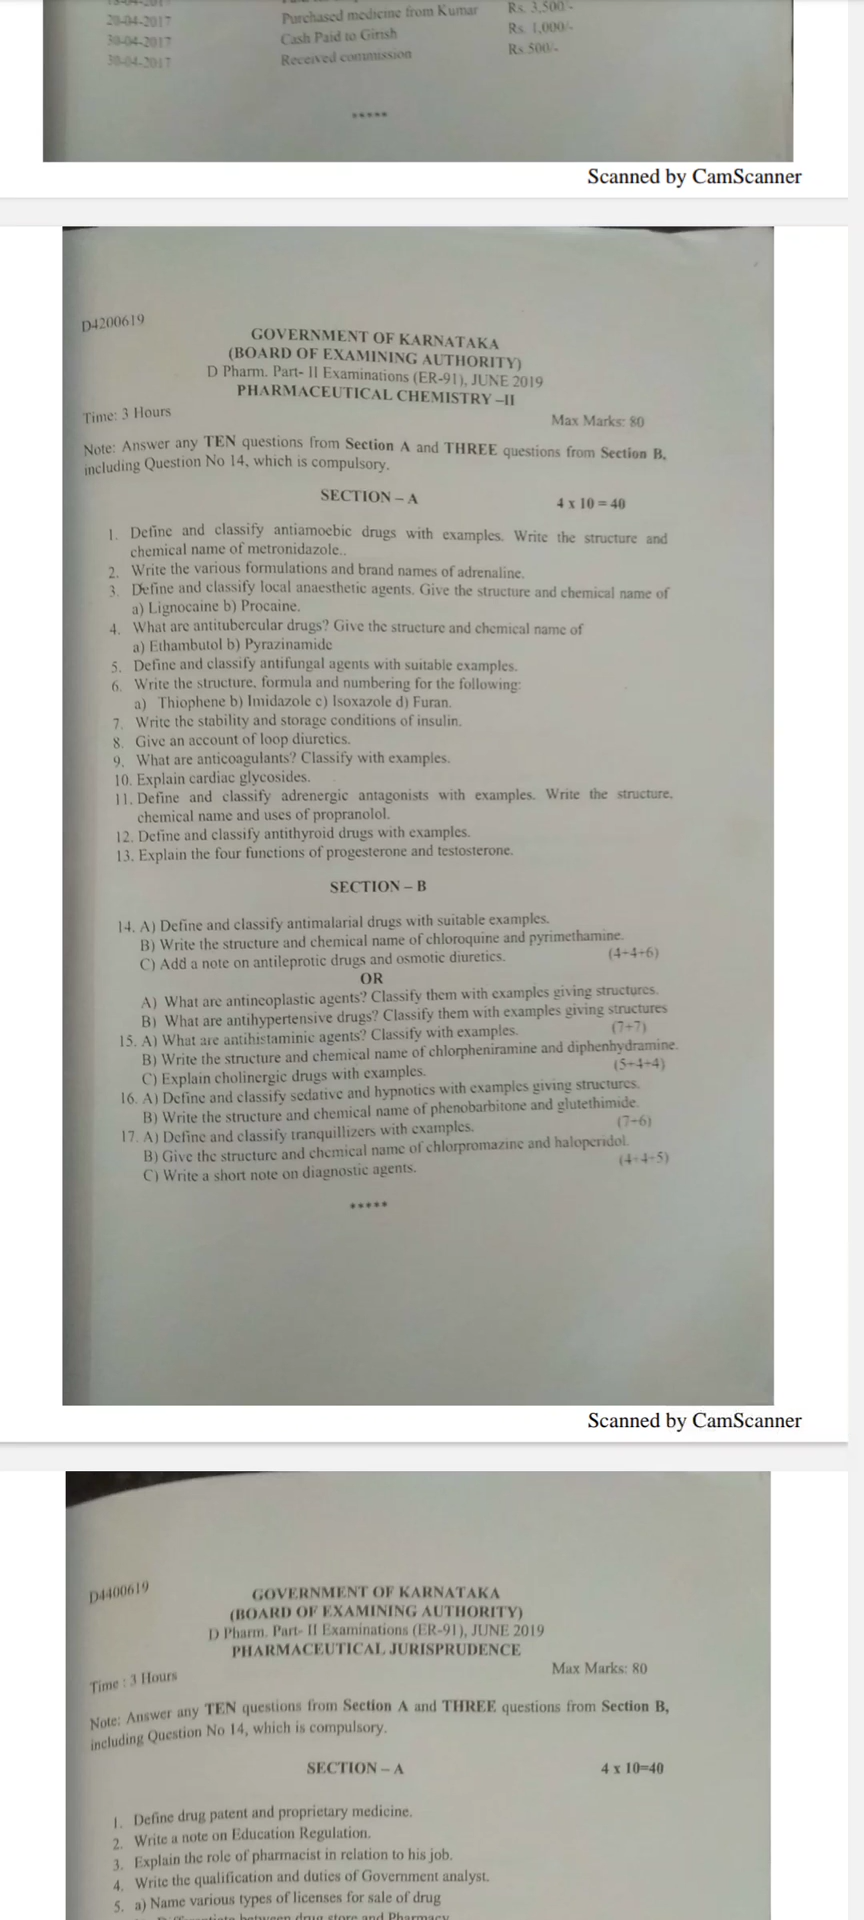 20-04-2017 Purchased medicine from Kumar Rs. 3,500 -
30-04-2017 Cash Paid to Girish Rs. 1,000/-
30-04-2017 Received commission Rs 500/-
*****
Scanned by CamScanner
D4200619
GOVERNMENT OF KARNATAKA
(BOARD OF EXAMINING AUTHORITY)
D Pharm. Part- II Examinations (ER-91), JUNE 2019
PHARMACEUTICAL CHEMISTRY –II
Time: 3 Hours
Max Marks: 80
Note: Answer any TEN questions from Section A and THREE questions from Section B,
including Question No 14, which is compulsory.
SECTION – A 4 x 10 = 40
1. Define and classify antiamoebic drugs with examples. Write the structure and
chemical name of metronidazole..
2. Write the various formulations and brand names of adrenaline.
3. Define and classify local anaesthetic agents. Give the structure and chemical name of
a) Lignocaine b) Procaine.
4. What are antitubercular drugs? Give the structure and chemical name of
a) Ethambutol b) Pyrazinamide
5. Define and classify antifungal agents with suitable examples.
6. Write the structure, formula and numbering for the following:
a) Thiophene b) Imidazole c) Isoxazole d) Furan.
7. Write the stability and storage conditions of insulin.
8. Give an account of loop diuretics.
9. What are anticoagulants? Classify with examples.
10. Explain cardiac glycosides.
11. Define and classify adrenergic antagonists with examples. Write the structure,
chemical name and uses of propranolol.
12. Define and classify antithyroid drugs with examples.
13. Explain the four functions of progesterone and testosterone.
SECTION – B
14. A) Define and classify antimalarial drugs with suitable examples.
B) Write the structure and chemical name of chloroquine and pyrimethamine.
C) Add a note on antileprotic drugs and osmotic diuretics. (4+4+6)
OR
A) What are antineoplastic agents? Classify them with examples giving structures.
B) What are antihypertensive drugs? Classify them with examples giving structures
(7+7)
15. A) What are antihistaminic agents? Classify with examples.
B) Write the structure and chemical name of chlorpheniramine and diphenhydramine.
C) Explain cholinergic drugs with examples. (5+4+4)
16. A) Define and classify sedative and hypnotics with examples giving structures.
B) Write the structure and chemical name of phenobarbitone and glutethimide.
(7+6)
17. A) Define and classify tranquillizers with examples.
B) Give the structure and chemical name of chlorpromazine and haloperidol.
C) Write a short note on diagnostic agents. (4+4+5)
*****
Scanned by CamScanner
D4400619
GOVERNMENT OF KARNATAKA
(BOARD OF EXAMINING AUTHORITY)
D Pharm. Part- II Examinations (ER-91), JUNE 2019
PHARMACEUTICAL JURISPRUDENCE
Time : 3 Hours
Max Marks: 80
Note: Answer any TEN questions from Section A and THREE questions from Section B,
including Question No 14, which is compulsory.
SECTION – A 4 x 10=40
1. Define drug patent and proprietary medicine.
2. Write a note on Education Regulation.
3. Explain the role of pharmacist in relation to his job.
4. Write the qualification and duties of Government analyst.
5. a) Name various types of licenses for sale of drug
between drug store and Pharmacy